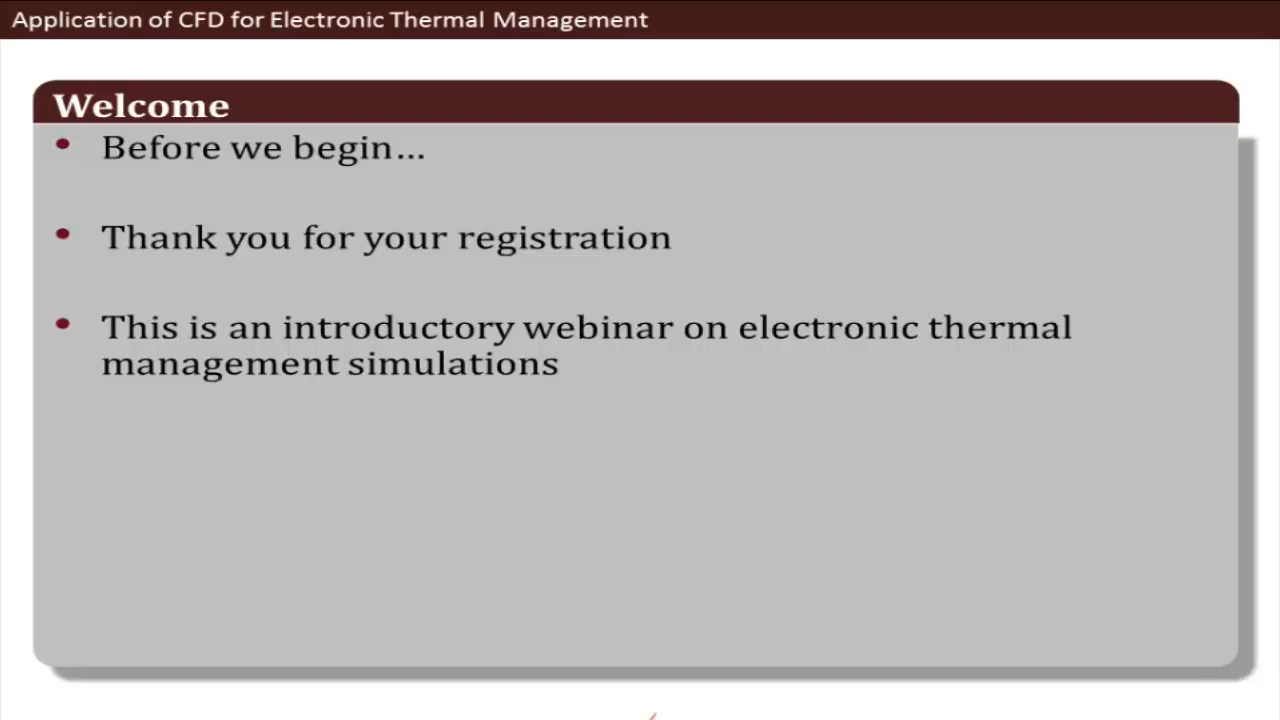 Application of CFD for Electronic Thermal Management
Welcome
• Before we begin...
• Thank you for your registration
• This is an introductory webinar on electronic thermal
management simulations